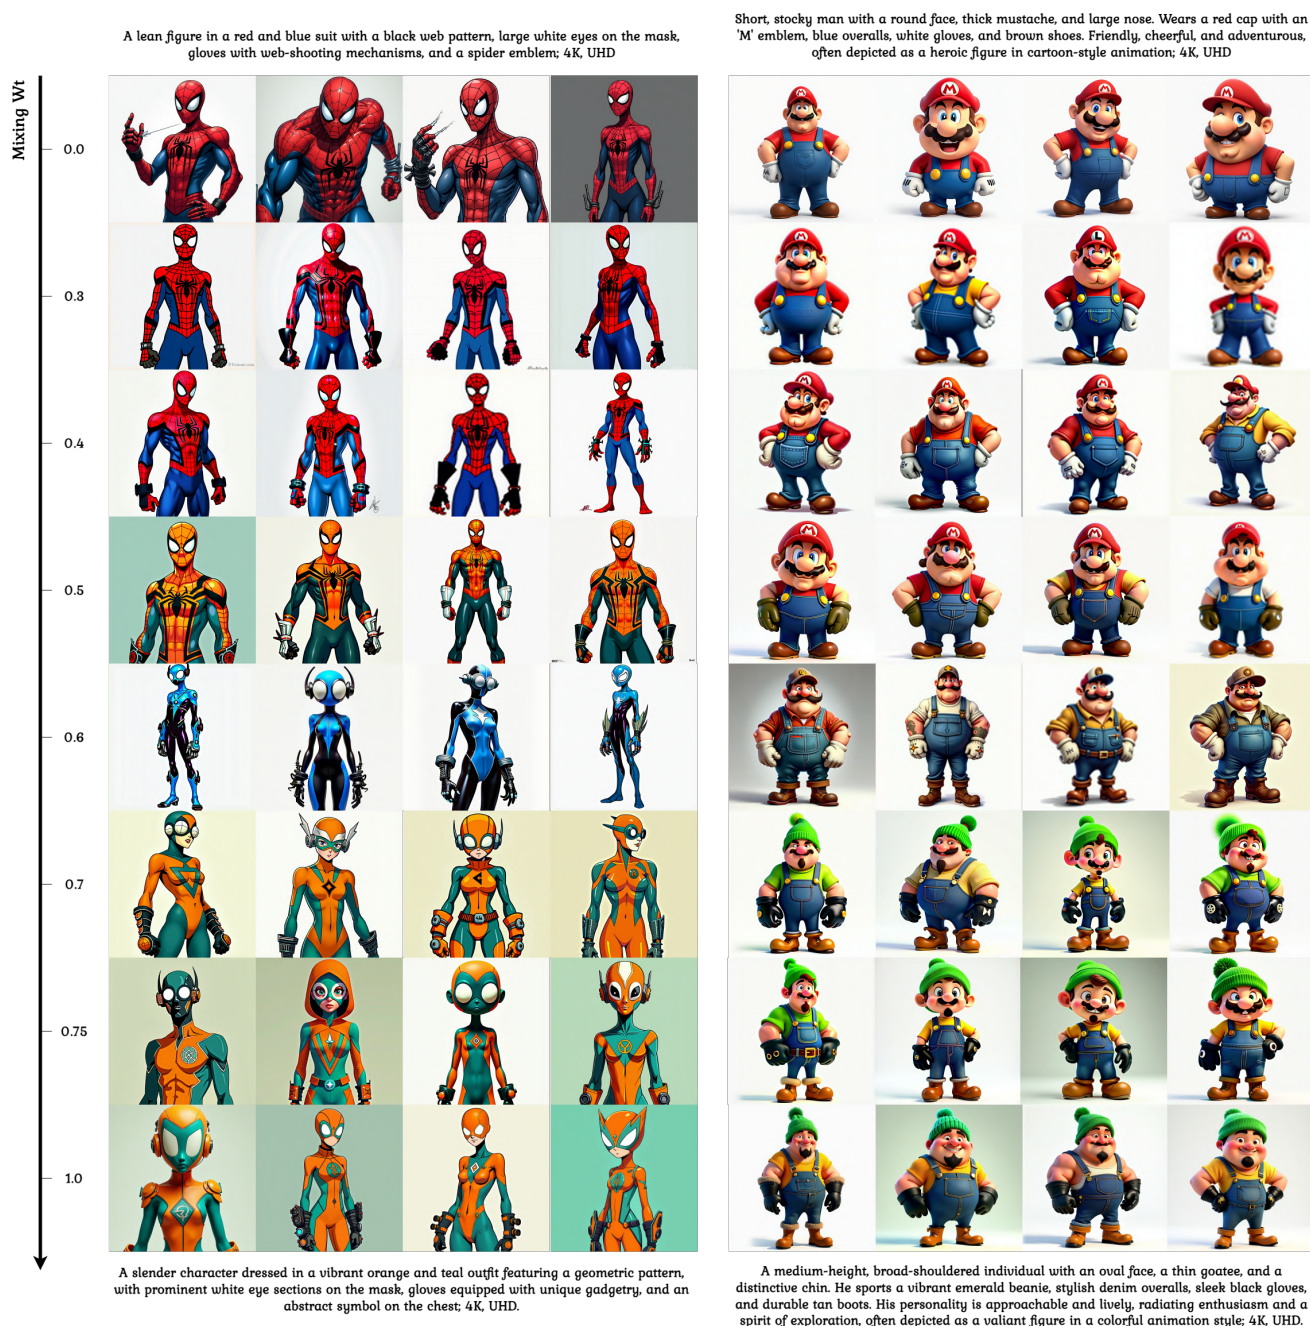 A lean figure in a red and blue suit with a black web pattern, large white eyes on the mask,
gloves with web-shooting mechanisms, and a spider emblem; 4K, UHD
Short, stocky man with a round face, thick mustache, and large nose. Wears a red cap with an
'M' emblem, blue overalls, white gloves, and brown shoes. Friendly, cheerful, and adventurous,
often depicted as a heroic figure in cartoon-style animation; 4K, UHD
Mixing Wt
0.0
0.3
0.4
0.5
0.6
0.7
0.75
1.0
A slender character dressed in a vibrant orange and teal outfit featuring a geometric pattern,
with prominent white eye sections on the mask, gloves equipped with unique gadgetry, and an
abstract symbol on the chest; 4K, UHD.
A medium-height, broad-shouldered individual with an oval face, a thin goatee, and a
distinctive chin. He sports a vibrant emerald beanie, stylish denim overalls, sleek black gloves,
and durable tan boots. His personality is approachable and lively, radiating enthusiasm and a
spirit of exploration, often depicted as a valiant figure in a colorful animation style; 4K, UHD.